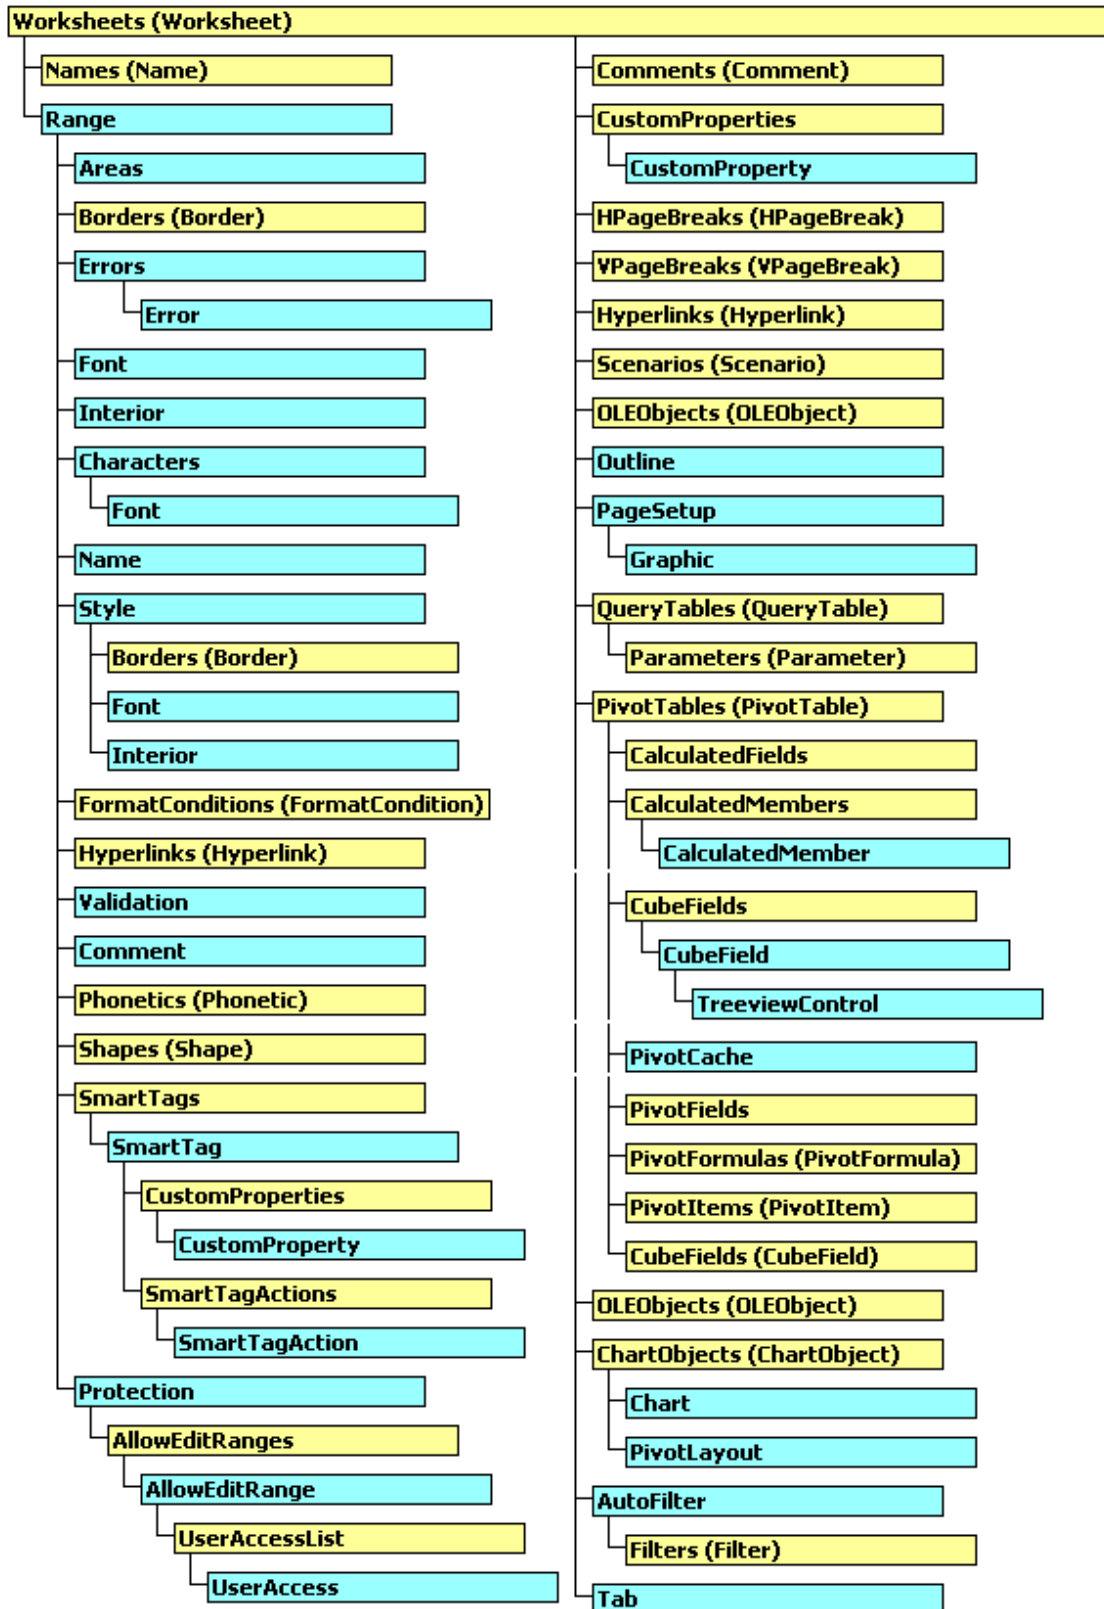 Worksheets (Worksheet)
Names (Name)
Range
Areas
Borders (Border)
Errors
Error
Font
Interior
Characters
Font
Name
Style
Borders (Border)
Font
Interior
FormatConditions (FormatCondition)
Hyperlinks (Hyperlink)
Validation
Comment
Phonetics (Phonetic)
Shapes (Shape)
SmartTags
SmartTag
CustomProperties
CustomProperty
SmartTagActions
SmartTagAction
Protection
AllowEditRanges
AllowEditRange
UserAccessList
UserAccess
Comments (Comment)
CustomProperties
CustomProperty
HPageBreaks (HPageBreak)
VPageBreaks (VPageBreak)
Hyperlinks (Hyperlink)
Scenarios (Scenario)
OLEObjects (OLEObject)
Outline
PageSetup
Graphic
QueryTables (QueryTable)
Parameters (Parameter)
PivotTables (PivotTable)
CalculatedFields
CalculatedMembers
CalculatedMember
CubeFields
CubeField
TreeviewControl
PivotCache
PivotFields
PivotFormulas (PivotFormula)
PivotItems (PivotItem)
CubeFields (CubeField)
OLEObjects (OLEObject)
ChartObjects (ChartObject)
Chart
PivotLayout
AutoFilter
Filters (Filter)
Tab